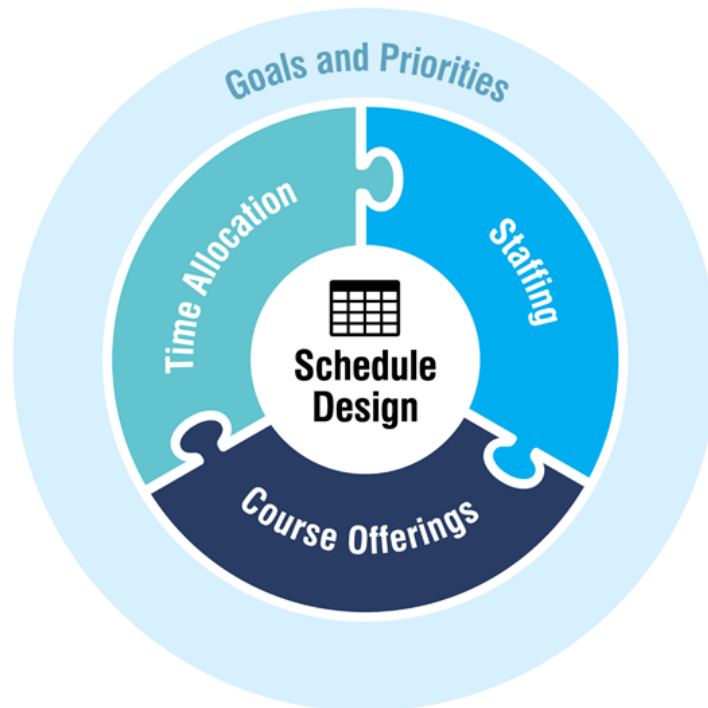 Goals and Priorities
Time Allocation
Staffing
Schedule
Design
Course Offerings